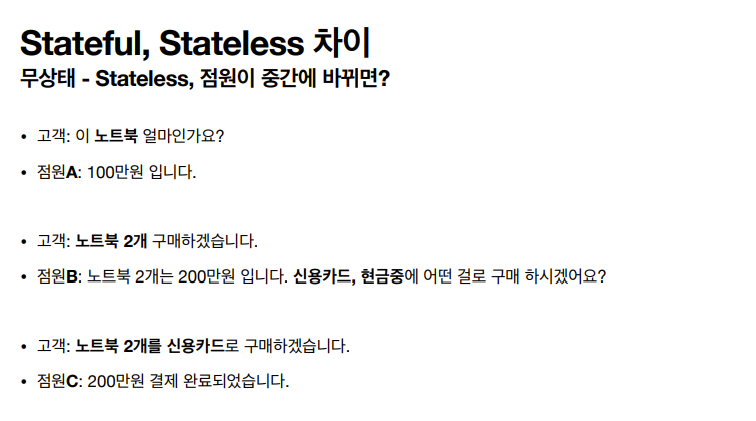 Stateful, Stateless 차이
무상태 - Stateless, 점원이 중간에 바뀌면?
• 고객: 이 노트북 얼마인가요?
• 점원A: 100만원 입니다.
• 고객: 노트북 2개 구매하겠습니다.
• 점원B: 노트북 2개는 200만원 입니다. 신용카드, 현금중에 어떤 걸로 구매 하시겠어요?
• 고객: 노트북 2개를 신용카드로 구매하겠습니다.
• 점원C: 200만원 결제 완료되었습니다.